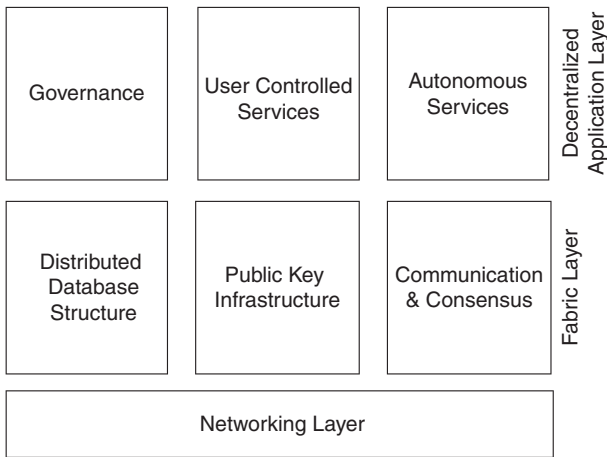 Governance
User Controlled
Services
Autonomous
Services
Decentralized
Application Layer
Distributed
Database
Structure
Public Key
Infrastructure
Communication
& Consensus
Fabric Layer
Networking Layer